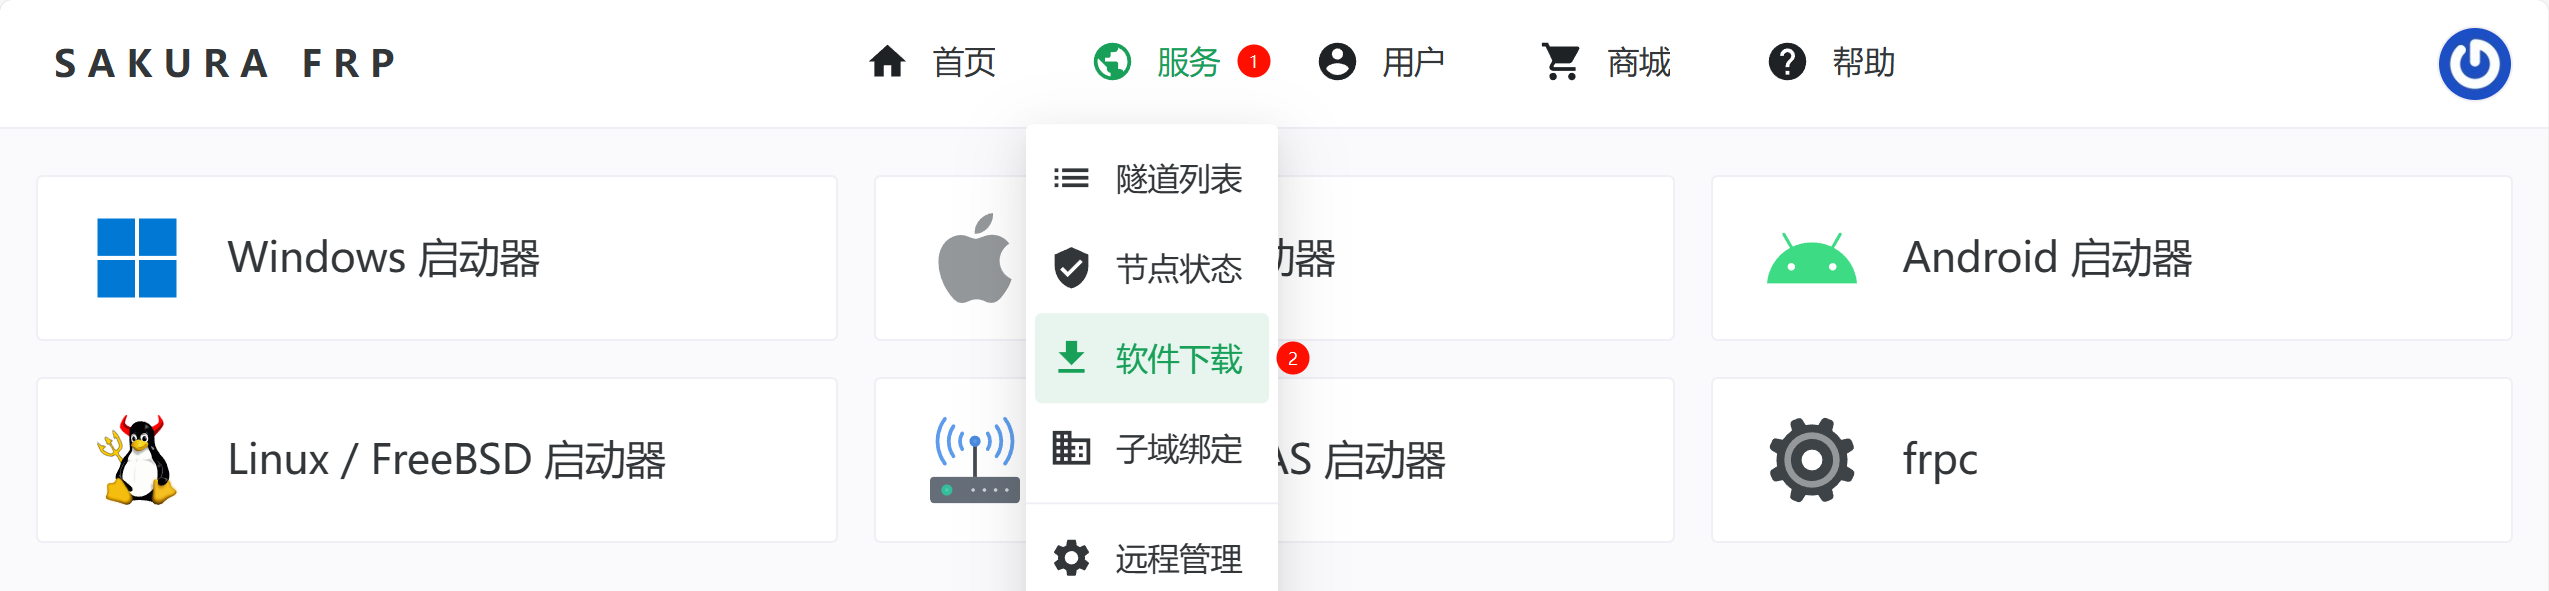 SAKURA FRP 首页 服务 1 用户 商城 帮助
隧道列表
节点状态
软件下载 2
子域绑定
远程管理
Windows 启动器
动器
Android 启动器
Linux / FreeBSD 启动器
AS 启动器
frpc